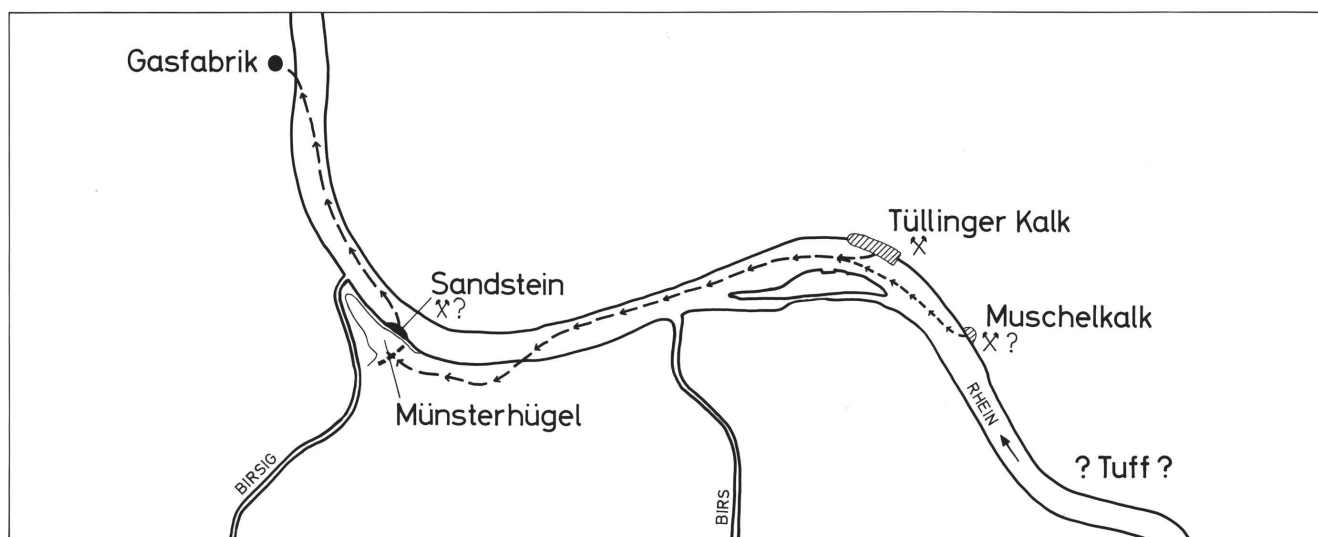 Gasfabrik
Tüllinger Kalk
Sandstein
?
Muschelkalk
?
Münsterhügel
RHEIN
BIRSIG
BIRS
? Tuff ?